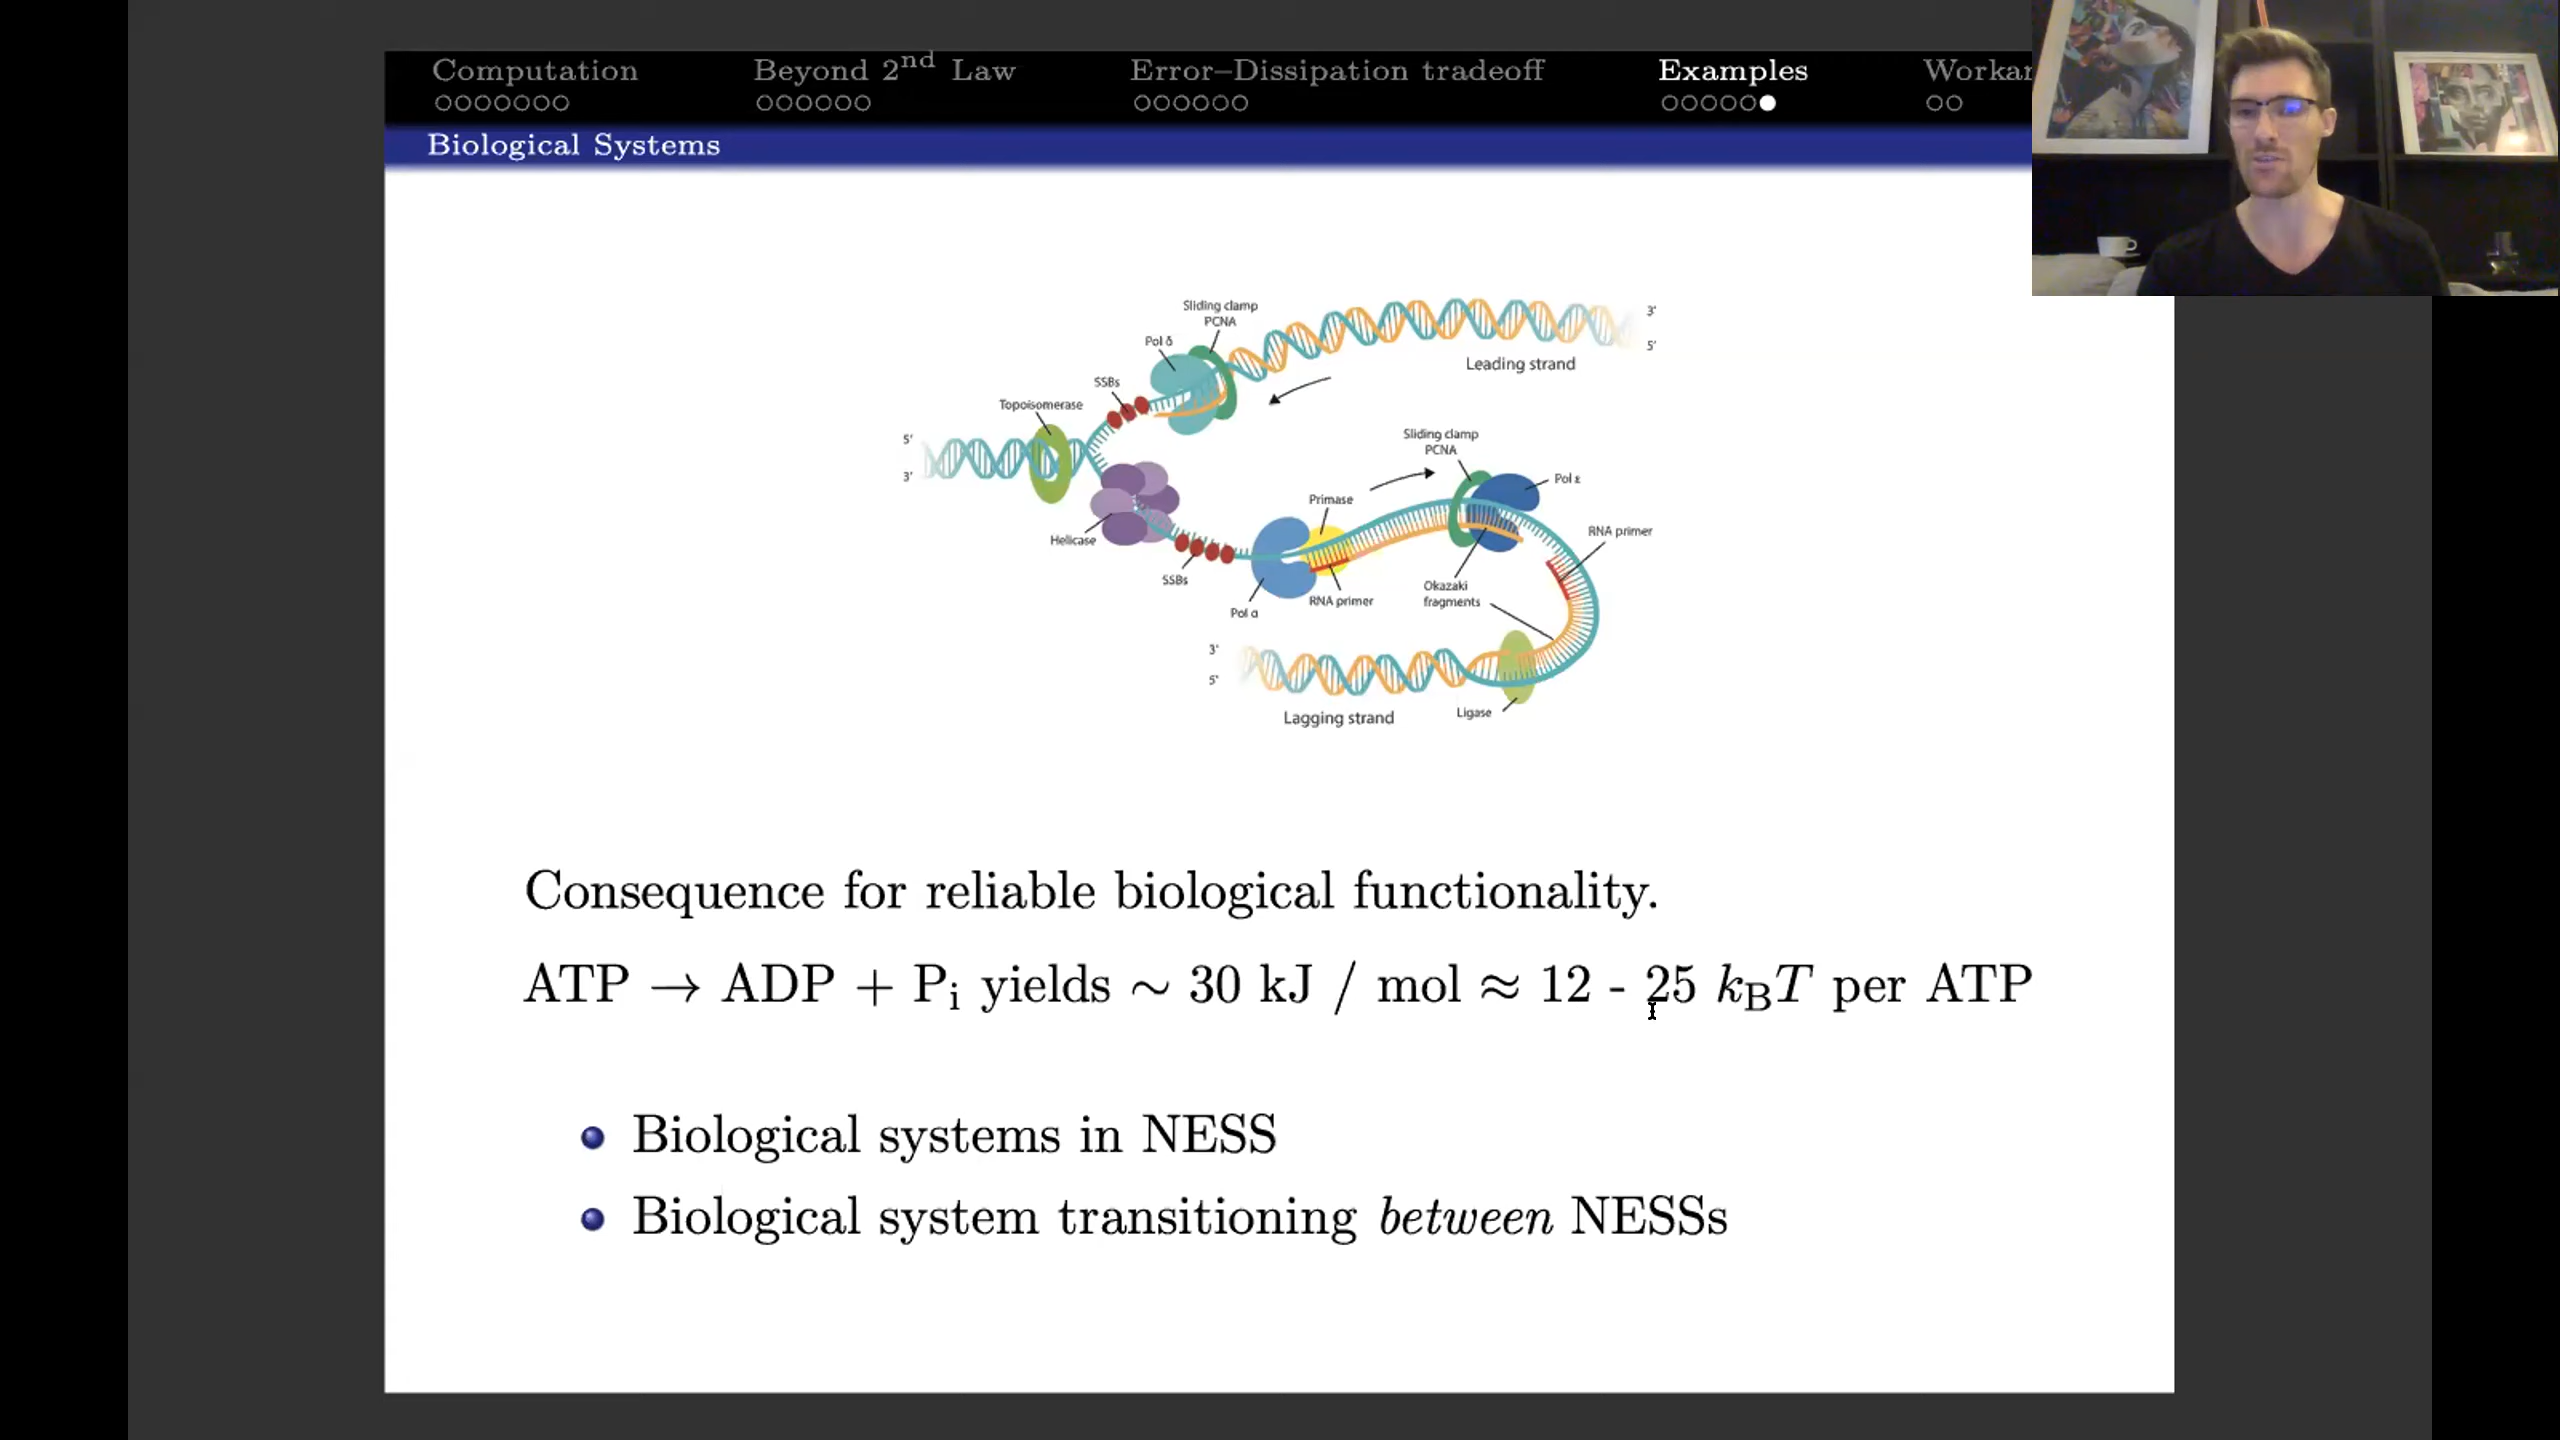 Computation
Beyond 2nd Law
Error–Dissipation tradeoff
Examples
Workar
Biological Systems
Sliding clamp
PCNA
Pol δ
SSBs
Topoisomerase
5'
3'
3'
5'
Leading strand
Helicase
SSBs
Pol α
Primase
RNA primer
Sliding clamp
PCNA
Pol ε
RNA primer
Okazaki
fragments
3'
5'
Lagging strand
Ligase
Consequence for reliable biological functionality.
ATP → ADP + Pi yields ∼ 30 kJ / mol ≈ 12 - 25 kBT per ATP
Biological systems in NESS
Biological system transitioning between NESSs